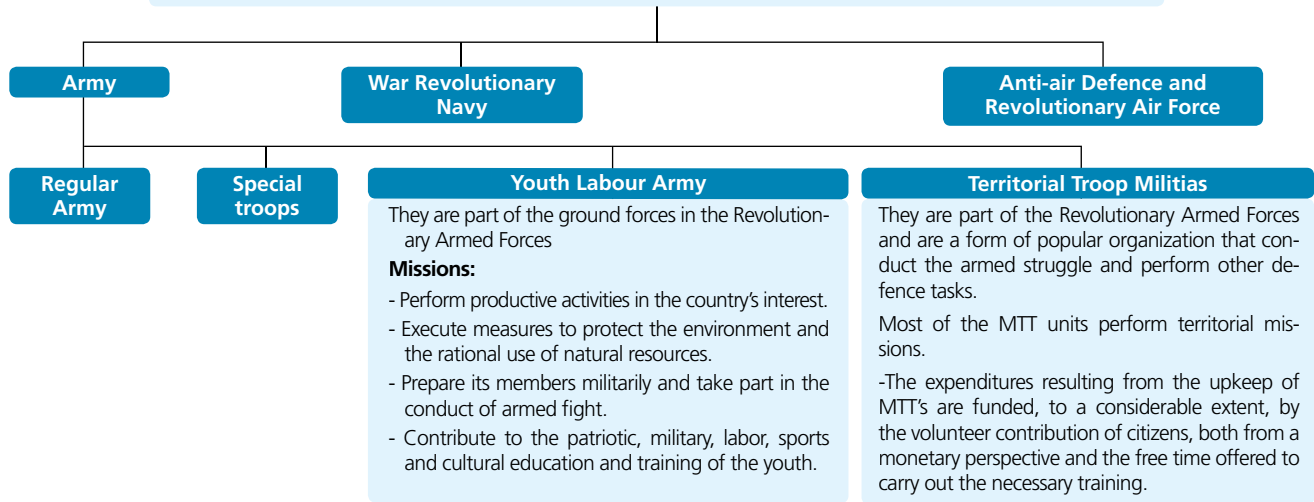 Army
War Revolutionary
Navy
Anti-air Defence and
Revolutionary Air Force
Regular
Army
Special
troops
Youth Labour Army
They are part of the ground forces in the Revolution-
ary Armed Forces
Missions:
- Perform productive activities in the country's interest.
- Execute measures to protect the environment and
the rational use of natural resources.
- Prepare its members militarily and take part in the
conduct of armed fight.
- Contribute to the patriotic, military, labor, sports
and cultural education and training of the youth.
Territorial Troop Militias
They are part of the Revolutionary Armed Forces
and are a form of popular organization that con-
duct the armed struggle and perform other de-
fence tasks.
Most of the MTT units perform territorial mis-
sions.
-The expenditures resulting from the upkeep of
MTT's are funded, to a considerable extent, by
the volunteer contribution of citizens, both from a
monetary perspective and the free time offered to
carry out the necessary training.